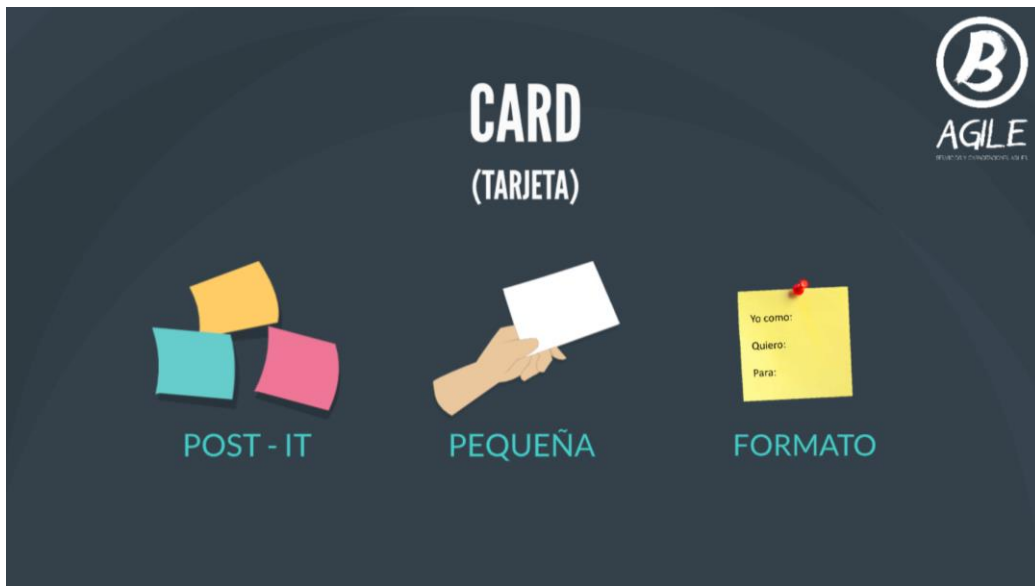 B
AGILE
CARD
(TARJETA)
Yo como:
Quiero:
Para:
POST - IT
PEQUEÑA
FORMATO